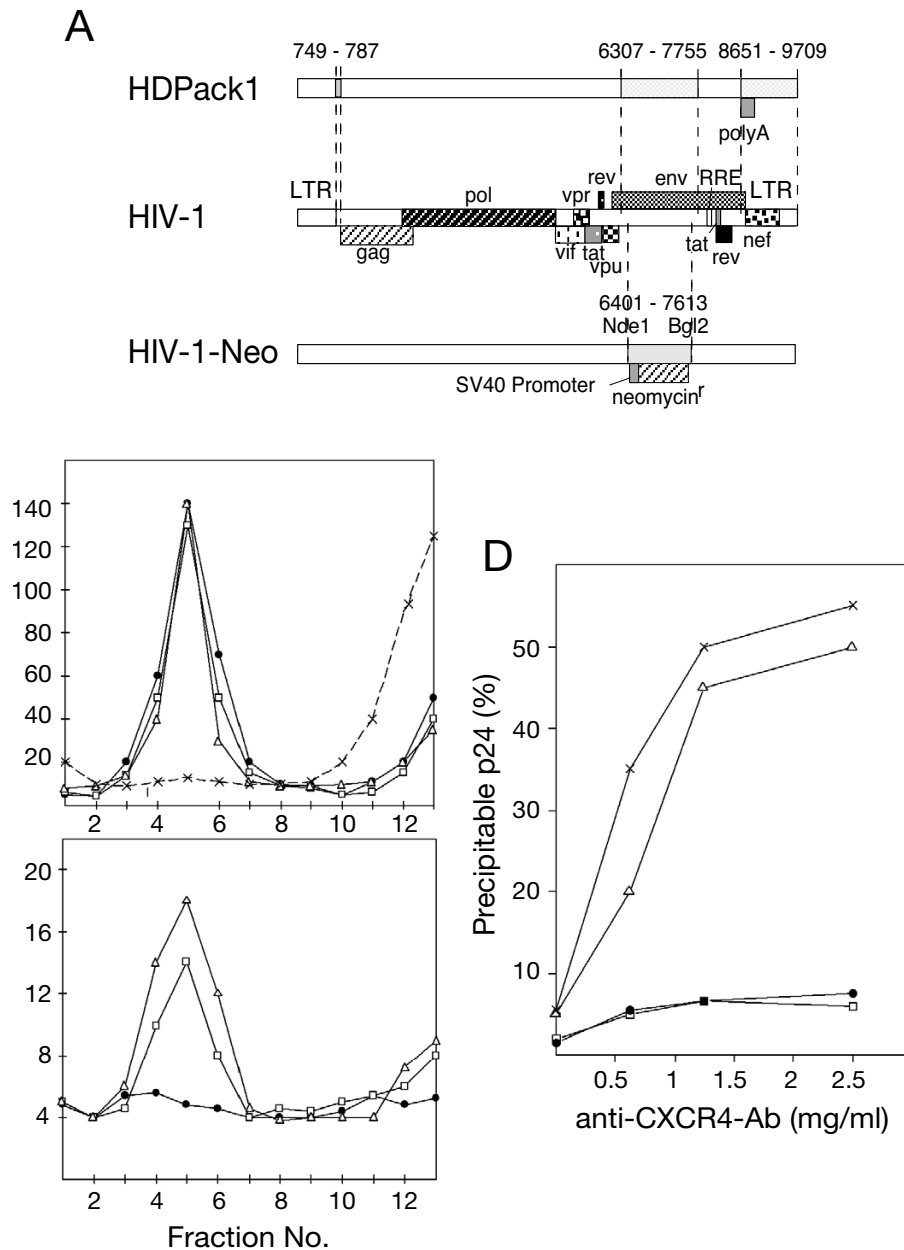 A
749 - 787
6307 - 7755
8651 - 9709
HDPack1
polyA
LTR
pol
vpr
rev
env
RRE
LTR
HIV-1
gag
vif
tat
vpu
tat
rev
nef
6401 - 7613
Nde1
Bgl2
HIV-1-Neo
SV40 Promoter
neomycinʳ
140
120
100
80
60
40
20
2 4 6 8 10 12
20
16
12
8
4
2 4 6 8 10 12
Fraction No.
D
Precipitable p24 (%)
50
40
30
20
10
0.5 1 1.5 2 2.5
anti-CXCR4-Ab (mg/ml)